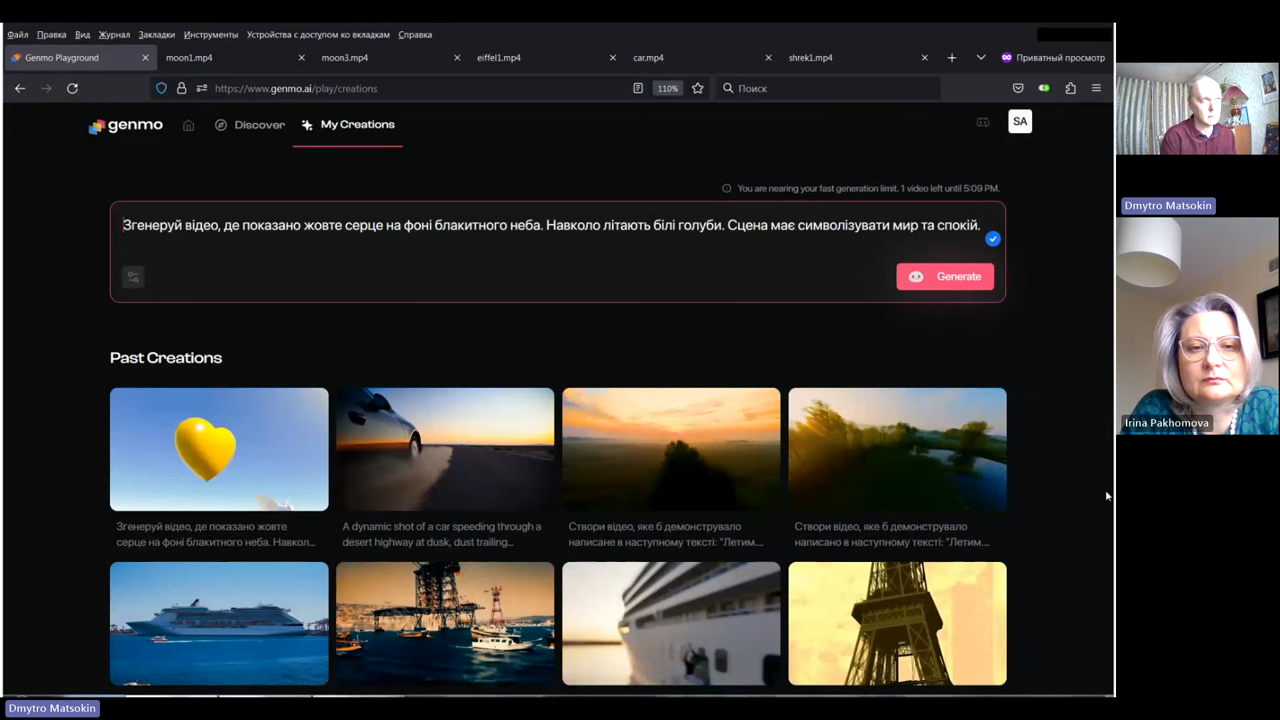 Файл Правка Вид Журнал Закладки Инструменты Устройства с доступом ко вкладкам Справка
Genmo Playground moon1.mp4 moon3.mp4 eiffel1.mp4 car.mp4 shrek1.mp4 Приватный просмотр
https://www.genmo.ai/play/creations 110% Поиск
genmo Discover My Creations SA
You are nearing your fast generation limit. 1 video left until 5:09 PM.
Згенеруй відео, де показано жовте серце на фоні блакитного неба. Навколо літають білі голуби. Сцена має символізувати мир та спокій.
Generate
Past Creations
Згенеруй відео, де показано жовте
серце на фоні блакитного неба. Навкол...
A dynamic shot of a car speeding through a
desert highway at dusk, dust trailing...
Створи відео, яке б демонструвало
написане в наступному тексті: "Летим....
Створи відео, яке б демонструвало
написано в наступному тексті: "Летим....
Dmytro Matsokin
Irina Pakhomova
Dmytro Matsokin